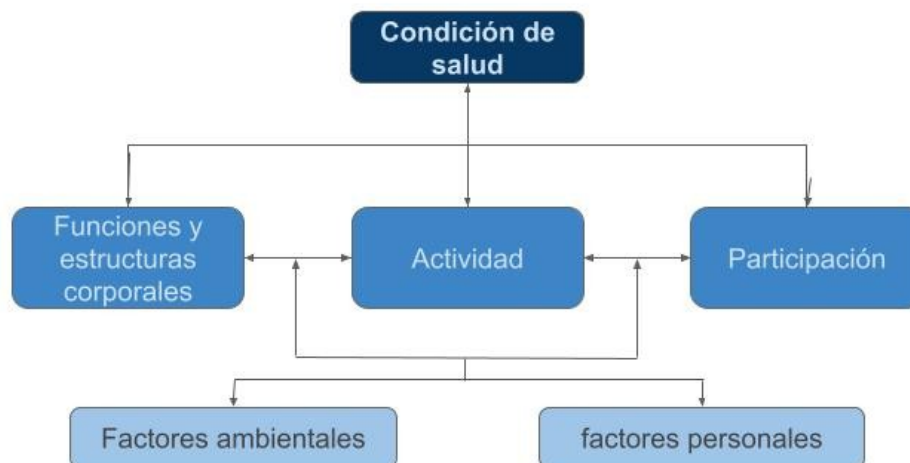 Condición de
salud
Funciones y
estructuras
corporales
Actividad
Participación
Factores ambientales
factores personales